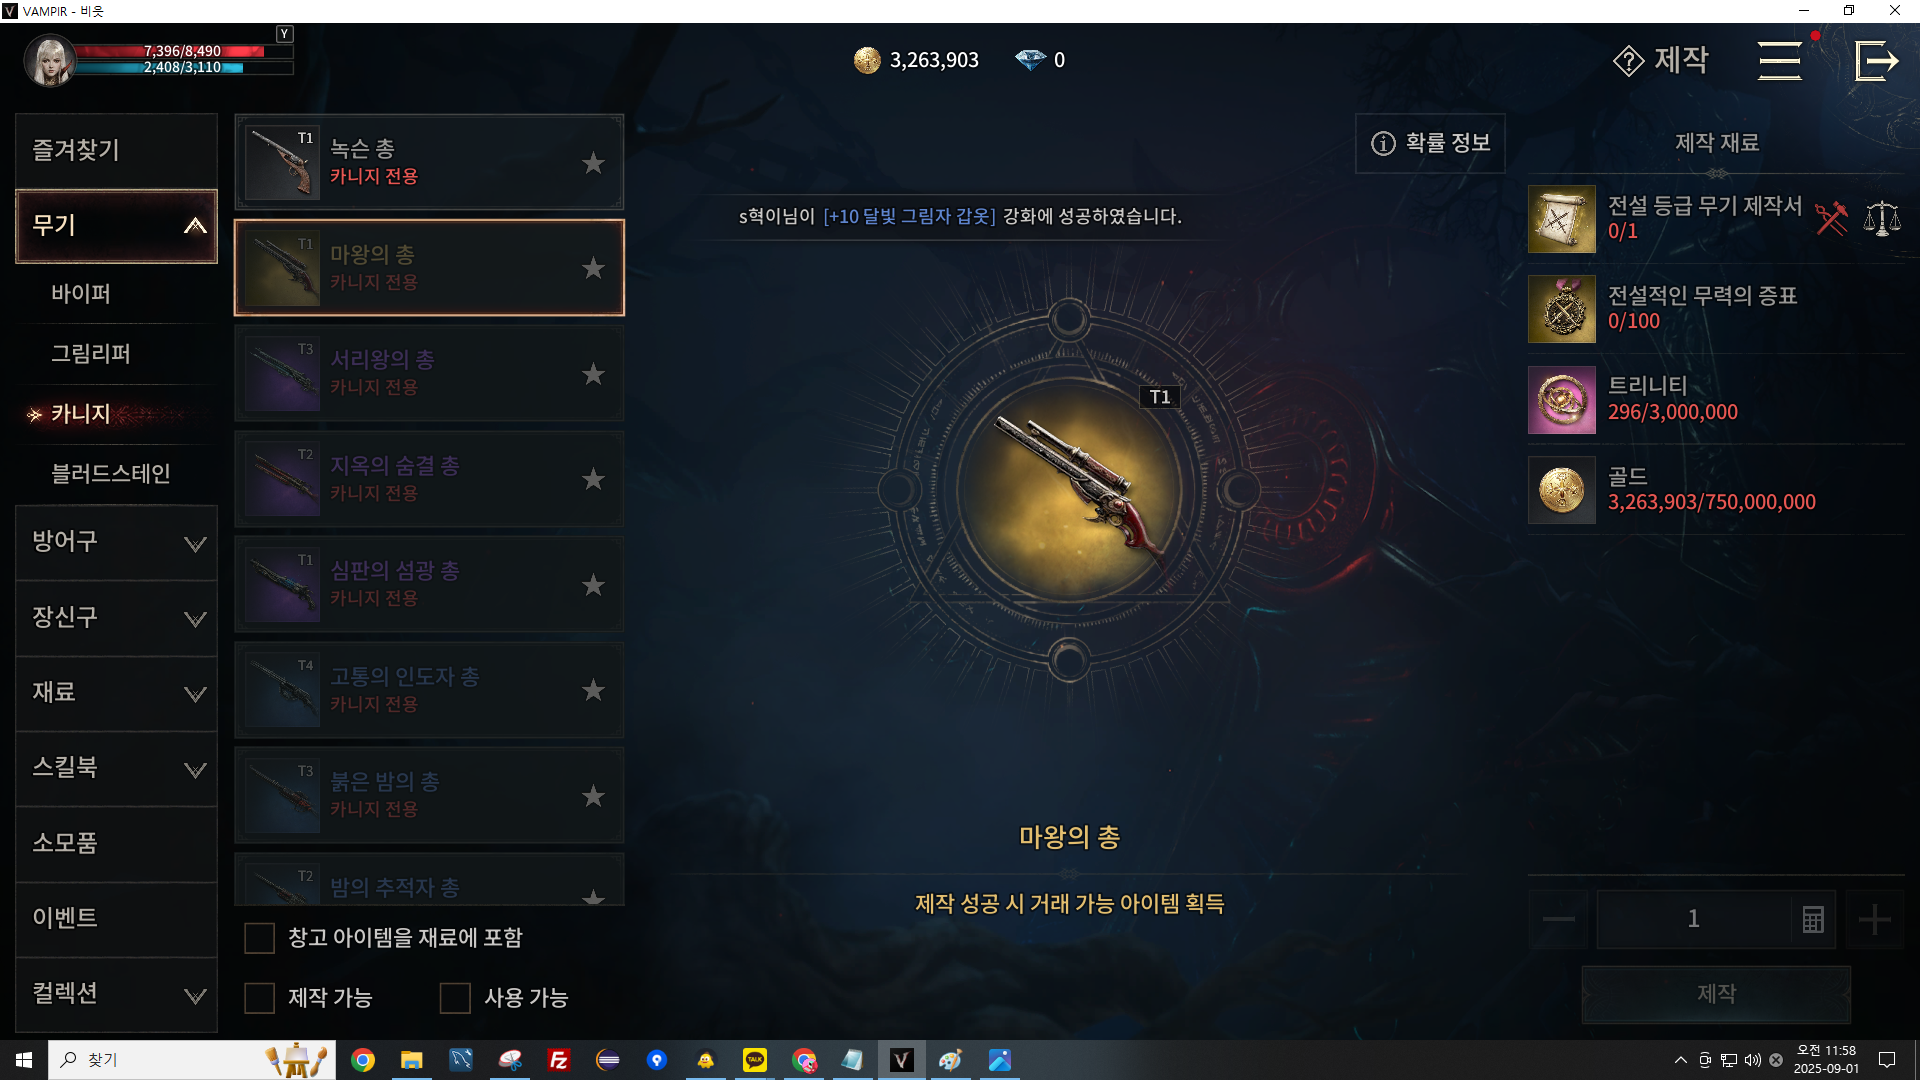 VAMPIR - 비웃
7,396/8,490
2,408/3,110
Y
3,263,903
0
제작
즐겨찾기
무기
바이퍼
그림리퍼
카니지
블러드스테인
방어구
장신구
재료
스킬북
소모품
이벤트
컬렉션
T1
녹슨 총
카니지 전용
T1
마왕의 총
카니지 전용
T3
서리왕의 총
카니지 전용
T2
지옥의 숨결 총
카니지 전용
T1
심판의 섬광 총
카니지 전용
T4
고통의 인도자 총
카니지 전용
T3
붉은 밤의 총
카니지 전용
T2
밤의 추적자 총
창고 아이템을 재료에 포함
제작 가능
사용 가능
확률 정보
s혁이님이 [+10 달빛 그림자 갑옷] 강화에 성공하였습니다.
T1
마왕의 총
제작 성공 시 거래 가능 아이템 획득
제작 재료
전설 등급 무기 제작서
0/1
전설적인 무력의 증표
0/100
트리니티
296/3,000,000
골드
3,263,903/750,000,000
1
제작
찾기
TALK
오전 11:58
2025-09-01